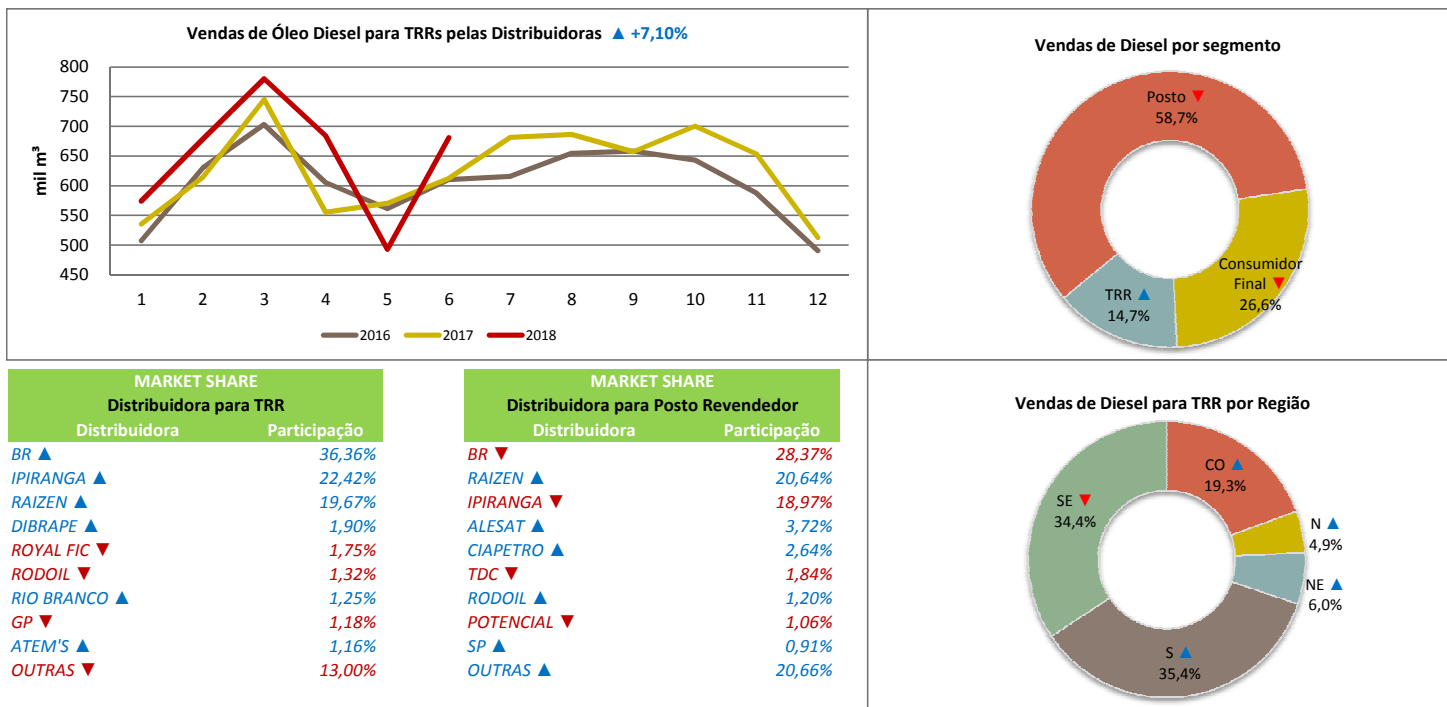 Vendas de Óleo Diesel para TRRs pelas Distribuidoras ▲ +7,10%
mil m³
800
750
700
650
600
550
500
450
1 2 3 4 5 6 7 8 9 10 11 12
2016 2017 2018
Vendas de Diesel por segmento
Posto ▼
58,7%
Consumidor
Final ▼
26,6%
TRR ▲
14,7%
MARKET SHARE
Distribuidora para TRR
Distribuidora Participação
BR ▲ 36,36%
IPIRANGA ▲ 22,42%
RAIZEN ▲ 19,67%
DIBRAPE ▲ 1,90%
ROYAL FIC ▼ 1,75%
RODOIL ▼ 1,32%
RIO BRANCO ▲ 1,25%
GP ▼ 1,18%
ATEM'S ▲ 1,16%
OUTRAS ▼ 13,00%
MARKET SHARE
Distribuidora para Posto Revendedor
Distribuidora Participação
BR ▼ 28,37%
RAIZEN ▲ 20,64%
IPIRANGA ▼ 18,97%
ALESAT ▲ 3,72%
CIAPETRO ▲ 2,64%
TDC ▼ 1,84%
RODOIL ▲ 1,20%
POTENCIAL ▼ 1,06%
SP ▲ 0,91%
OUTRAS ▲ 20,66%
Vendas de Diesel para TRR por Região
CO ▲
19,3%
N ▲
4,9%
NE ▲
6,0%
S ▲
35,4%
SE ▼
34,4%